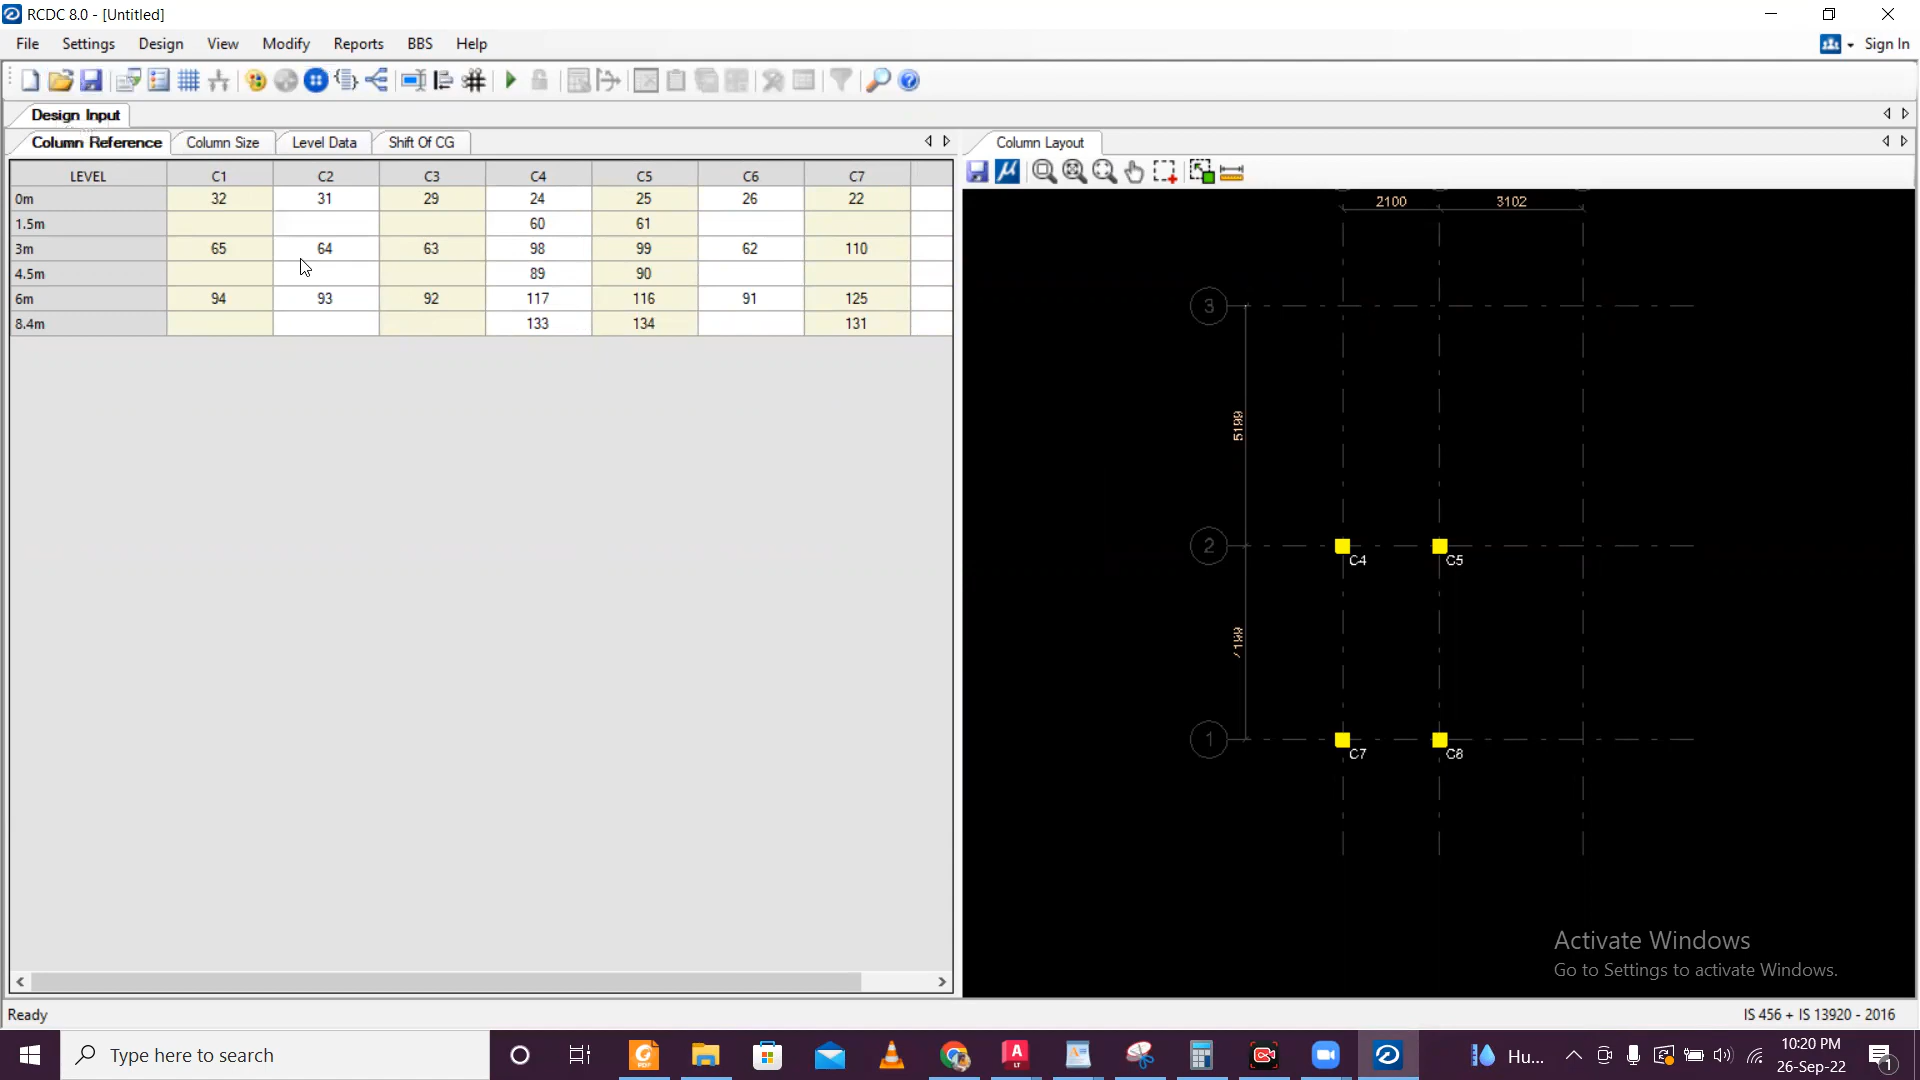 RCDC 8.0 - [Untitled]
File Settings Design View Modify Reports BBS Help Sign In
Design Input
Column Reference Column Size Level Data Shift Of CG Column Layout
LEVEL C1 C2 C3 C4 C5 C6 C7
0m 32 31 29 24 25 26 22
1.5m 60 61
3m 65 64 63 98 99 62 110
4.5m 89 90
6m 94 93 92 117 116 91 125
8.4m 133 134 131
2100 3102
3
5199
2
C4 C5
7199
1
C7 C8
Activate Windows
Go to Settings to activate Windows.
Ready IS 456 + IS 13920 - 2016
Type here to search
Hu...
10:20 PM
26-Sep-22
1